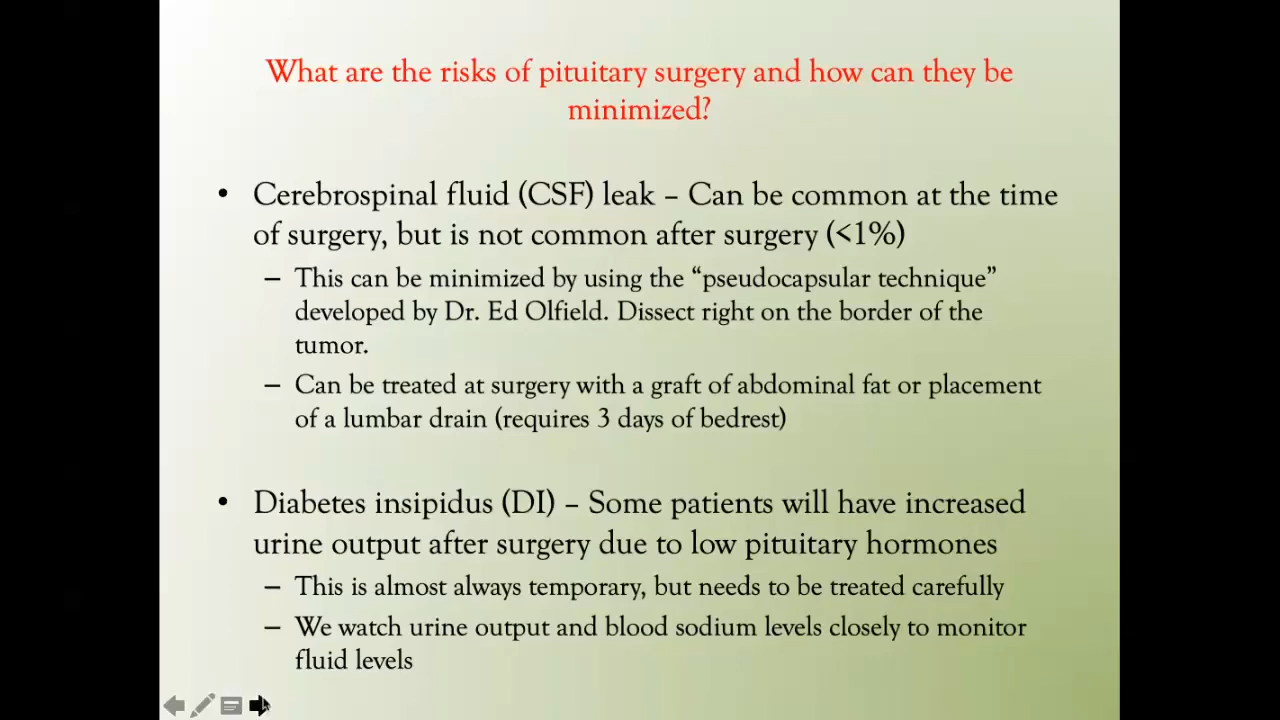 What are the risks of pituitary surgery and how can they be
minimized?
• Cerebrospinal fluid (CSF) leak – Can be common at the time
of surgery, but is not common after surgery (<1%)
– This can be minimized by using the “pseudocapsular technique”
developed by Dr. Ed Olfield. Dissect right on the border of the
tumor.
– Can be treated at surgery with a graft of abdominal fat or placement
of a lumbar drain (requires 3 days of bedrest)
• Diabetes insipidus (DI) – Some patients will have increased
urine output after surgery due to low pituitary hormones
– This is almost always temporary, but needs to be treated carefully
– We watch urine output and blood sodium levels closely to monitor
fluid levels